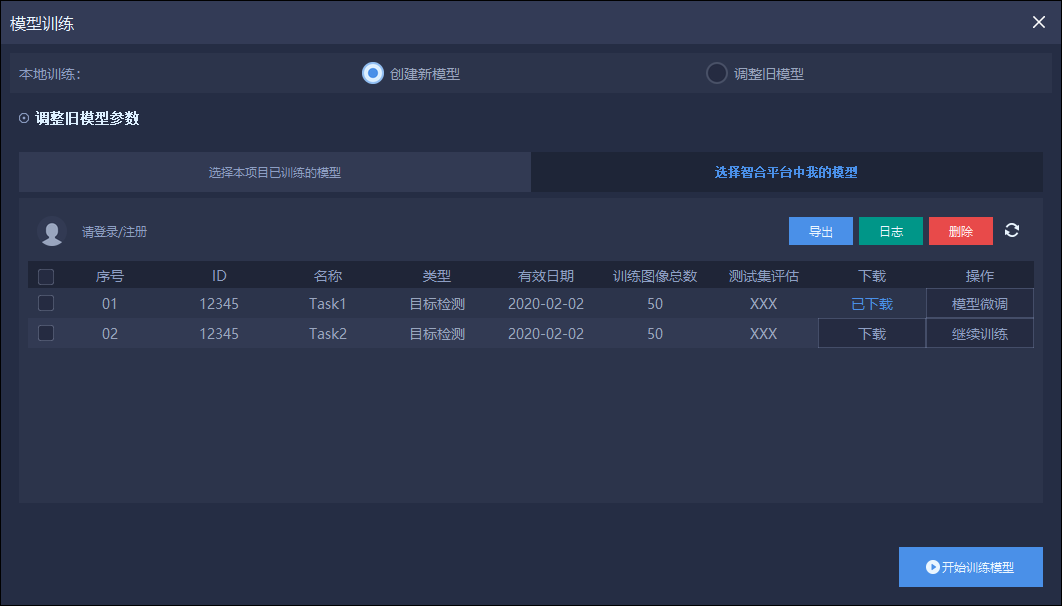 模型训练
本地训练: 创建新模型 调整旧模型
调整旧模型参数
选择本项目已训练的模型 选择智合平台中我的模型
请登录/注册 导出 日志 删除
序号 ID 名称 类型 有效日期 训练图像总数 测试集评估 下载 操作
01 12345 Task1 目标检测 2020-02-02 50 XXX 已下载 模型微调
02 12345 Task2 目标检测 2020-02-02 50 XXX 下载 继续训练
开始训练模型